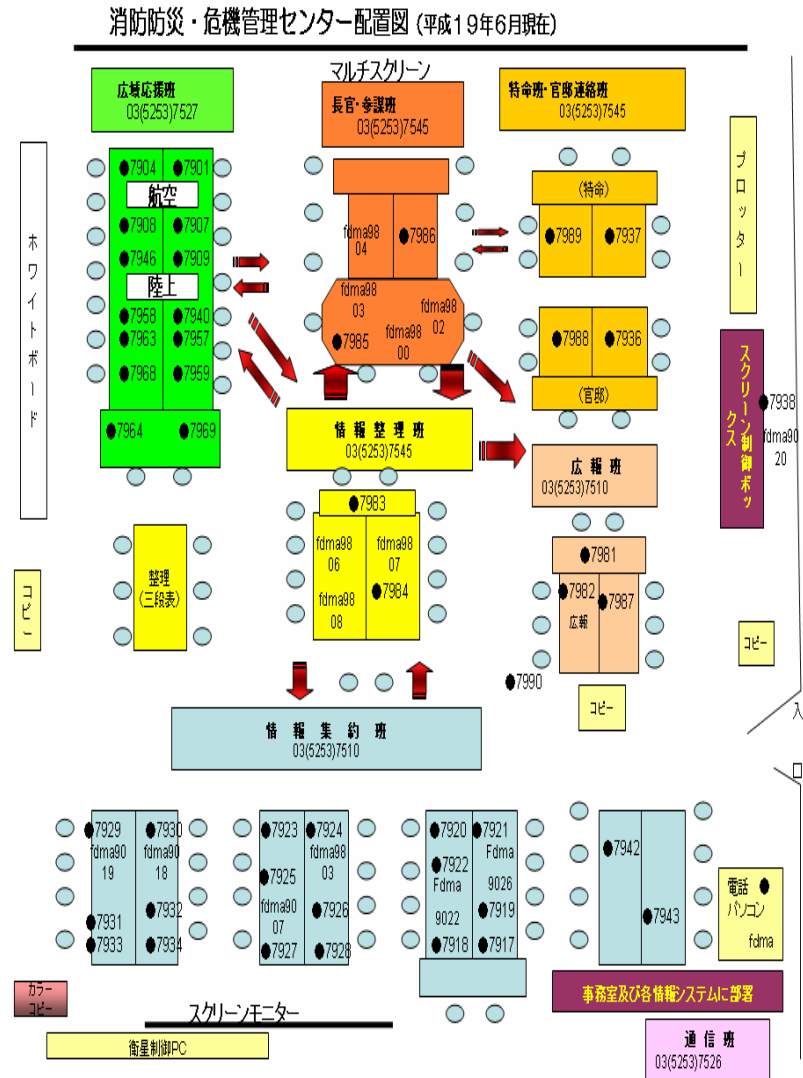 消防防災・危機管理センター配置図 (平成19年6月現在)
マルチスクリーン
広域応援班
03(5253)7527
長官・参謀班
03(5253)7545
特命班・官邸連絡班
03(5253)7545
ホワイトボード
プロッター
7904 7901
航空
7908 7907
7946 7909
陸上
7958 7940
7963 7957
7968 7959
7964 7969
fdma98
04
7986
fdma98
03
fdma98
02
7985
fdma98
00
(特命)
7989 7937
7988 7936
(官邸)
スクリーン制御ボックス
7938
fdma90
20
情報整理班
03(5253)7545
広報班
03(5253)7510
7983
fdma98
06
fdma98
07
7984
fdma98
08
整理
(三段表)
コピー
7981
7982 7987
広報
7990
コピー
コピー
入
口
情報集約班
03(5253)7510
7929 7930
fdma90
19
fdma90
18
7931 7932
7933 7934
7923 7924
fdma98
03
7925
fdma90
07
7926
7927 7928
7920 7921
7922
Fdma
9026
Fdma
9022
7919
7918 7917
7942
7943
電話
パソコン
fdma
カラー
コピー
スクリーンモニター
衛星制御PC
事務室及び各情報システムに部署
通信班
03(5253)7526